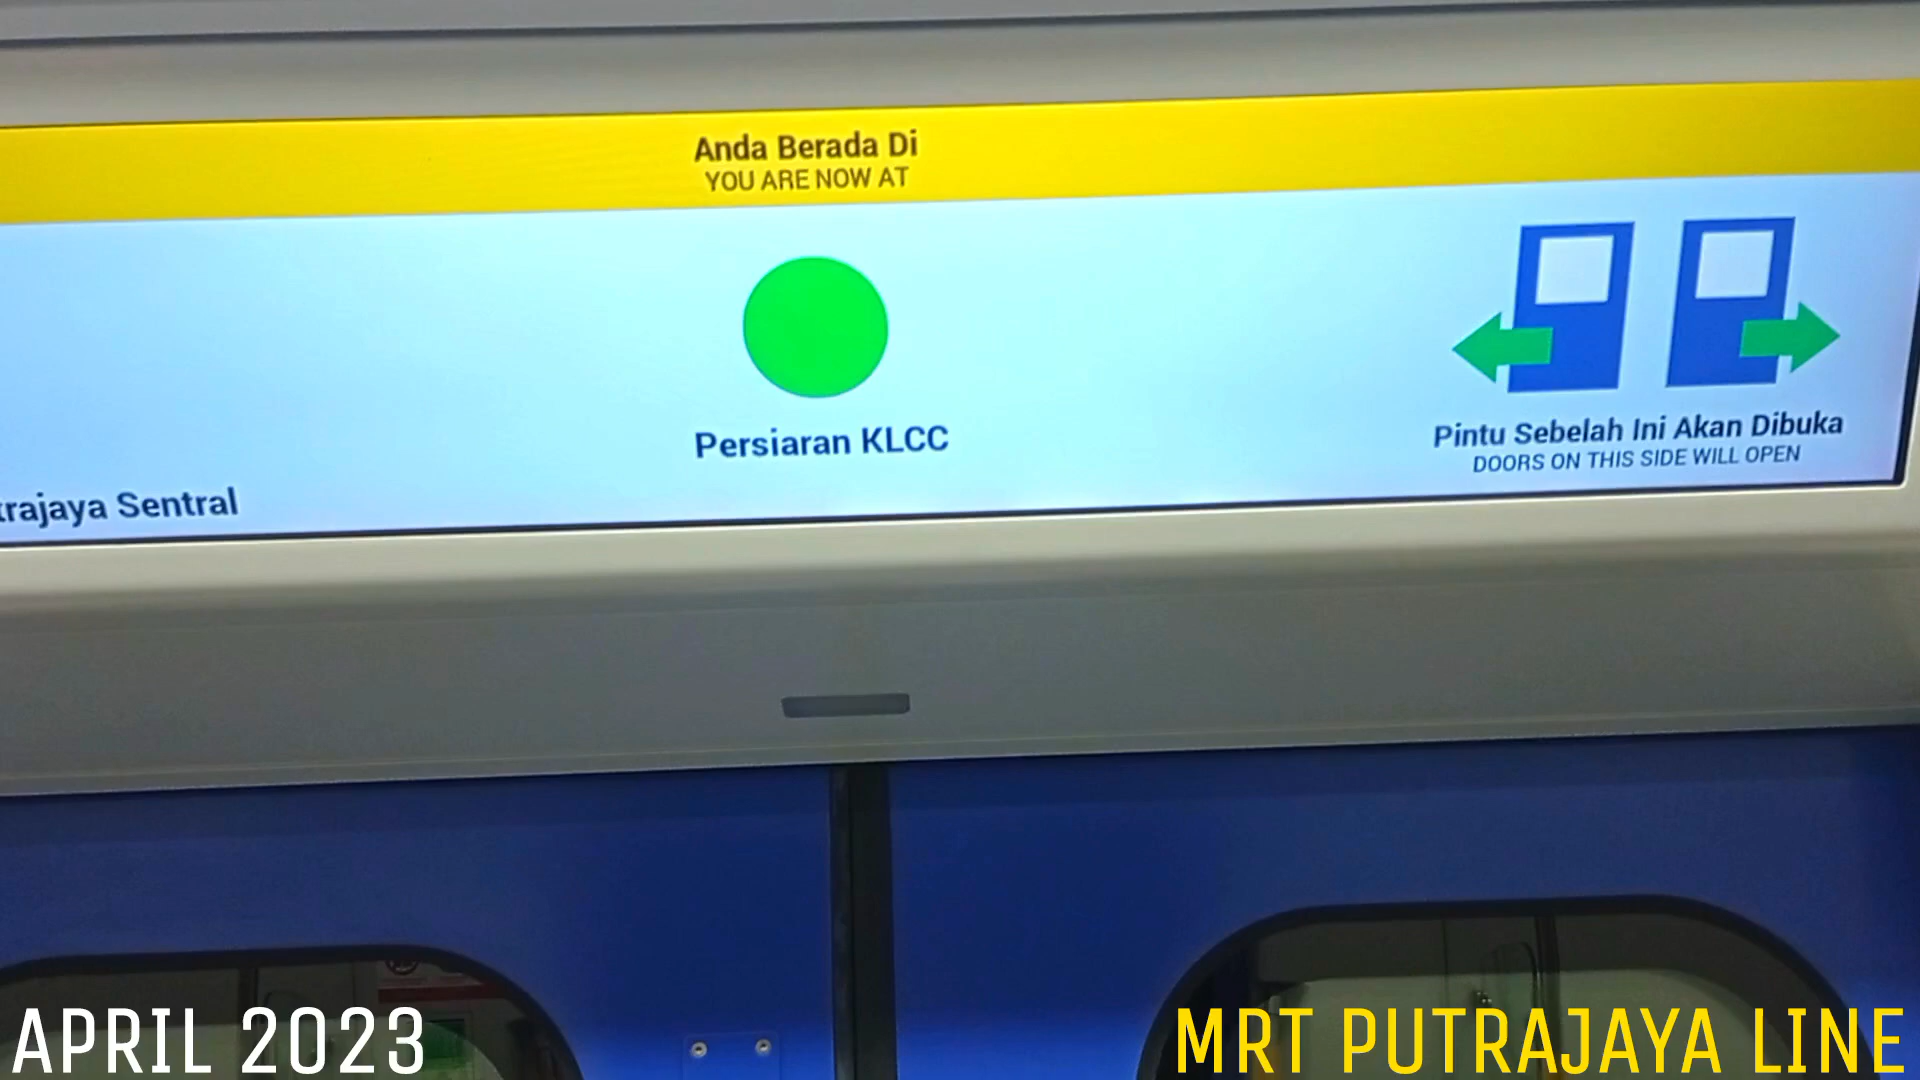 Anda Berada Di
YOU ARE NOW AT
Persiaran KLCC
Pintu Sebelah Ini Akan Dibuka
DOORS ON THIS SIDE WILL OPEN
trajaya Sentral
APRIL 2023
MRT PUTRAJAYA LINE